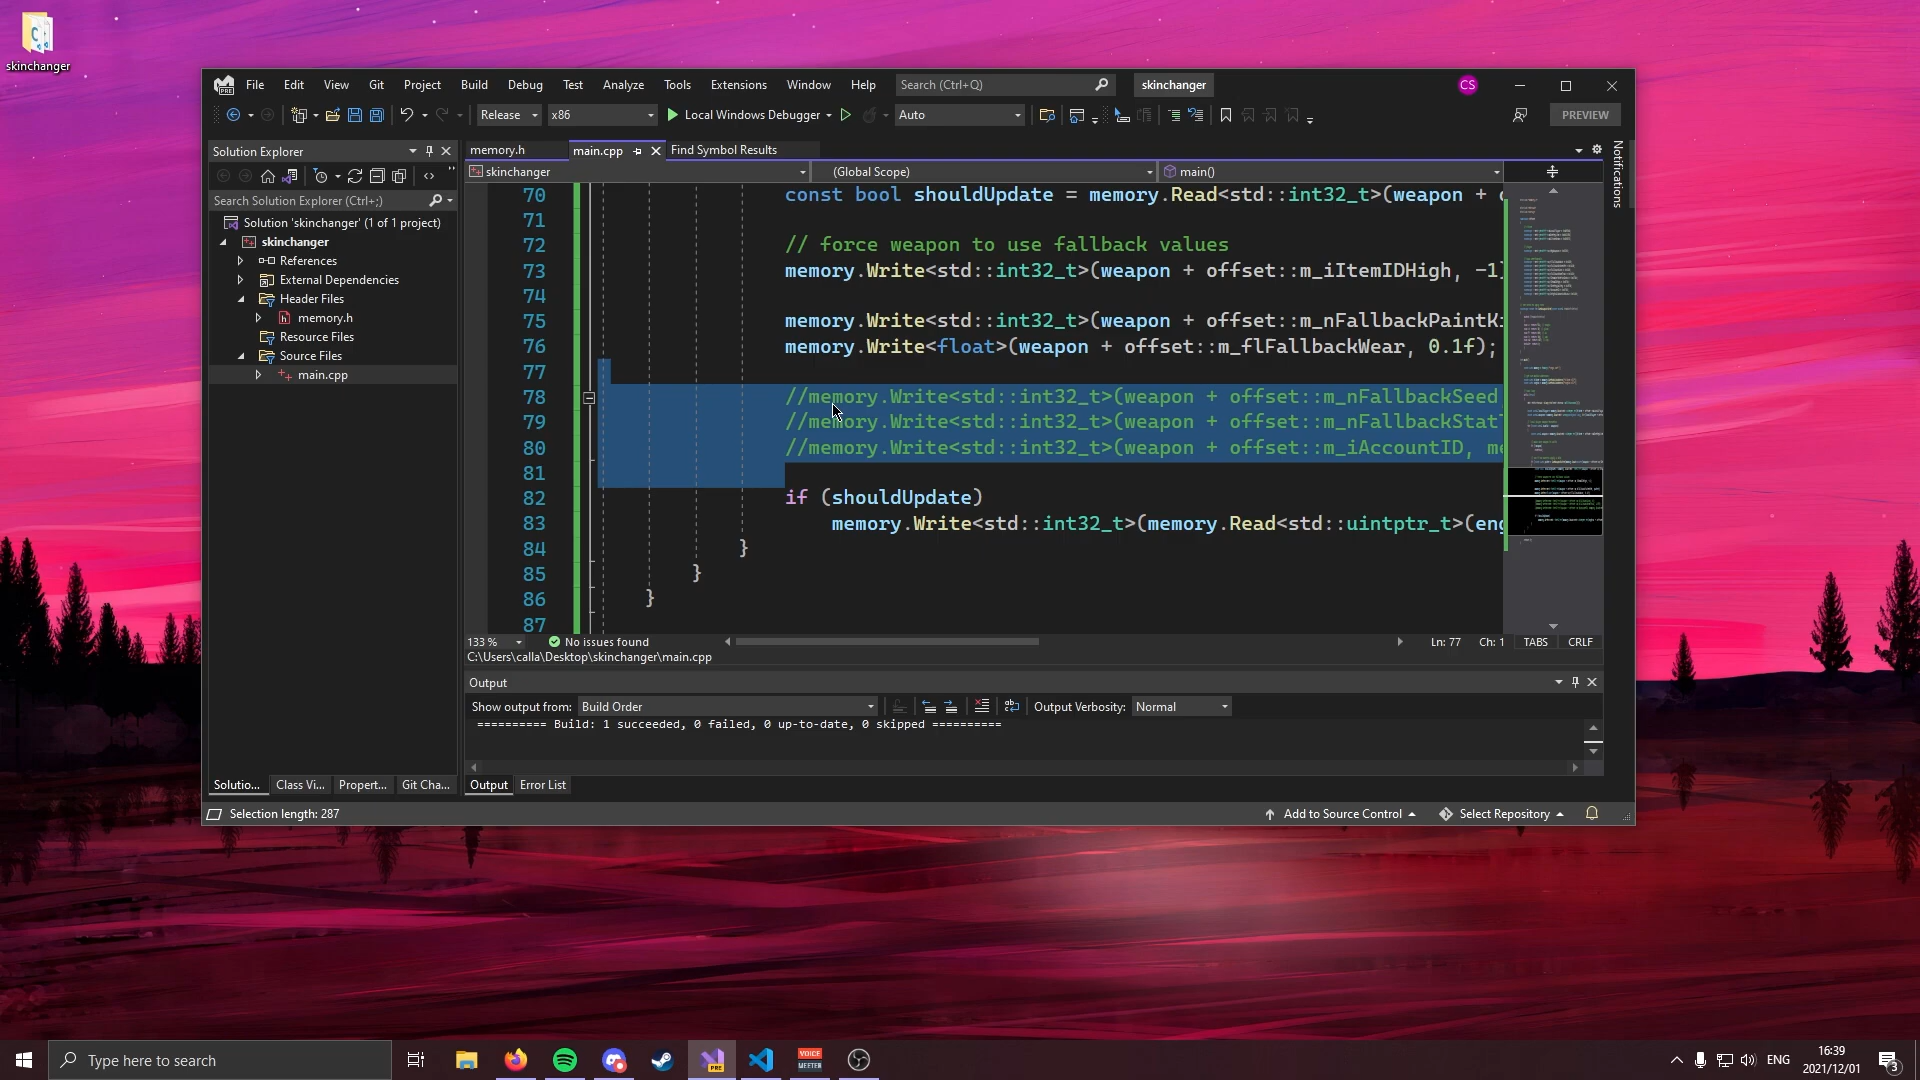 skinchanger
File Edit View Git Project Build Debug Test Analyze Tools Extensions Window Help Search (Ctrl+Q) skinchanger CS
Release x86 Local Windows Debugger Auto PREVIEW
Solution Explorer
Search Solution Explorer (Ctrl+;)
Solution 'skinchanger' (1 of 1 project)
skinchanger
References
External Dependencies
Header Files
memory.h
Resource Files
Source Files
main.cpp
Soluti... Class Vi... Propert... Git Cha...
memory.h main.cpp Find Symbol Results
skinchanger (Global Scope) main()
70 const bool shouldUpdate = memory.Read<std::int32_t>(weapon +
71
72 // force weapon to use fallback values
73 memory.Write<std::int32_t>(weapon + offset::m_iItemIDHigh, -1
74
75 memory.Write<std::int32_t>(weapon + offset::m_nFallbackPaintK
76 memory.Write<float>(weapon + offset::m_flFallbackWear, 0.1f);
77
78 //memory.Write<std::int32_t>(weapon + offset::m_nFallbackSeed
79 //memory.Write<std::int32_t>(weapon + offset::m_nFallbackStat
80 //memory.Write<std::int32_t>(weapon + offset::m_iAccountID, me
81
82 if (shouldUpdate)
83 memory.Write<std::int32_t>(memory.Read<std::uintptr_t>(eng
84 }
85 }
86 }
87
133 % No issues found Ln: 77 Ch: 1 TABS CRLF
C:\Users\calla\Desktop\skinchanger\main.cpp
Output
Show output from: Build Order Output Verbosity: Normal
========== Build: 1 succeeded, 0 failed, 0 up-to-date, 0 skipped ==========
Output Error List
Notifications
Selection length: 287 Add to Source Control Select Repository
Type here to search
PRE
VOICE
MEETER
ENG
16:39
2021/12/01
3